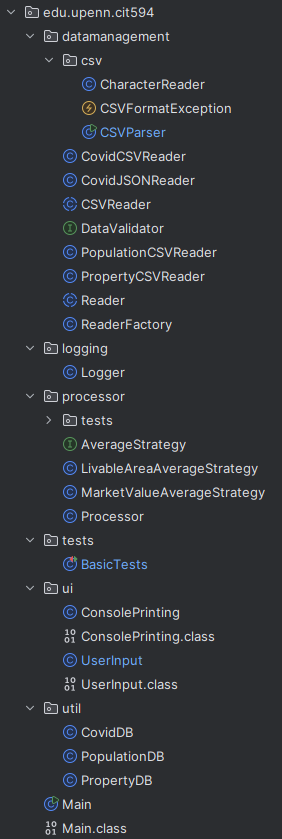 edu.upenn.cit594
datamanagement
csv
CharacterReader
CSVFormatException
CSVParser
CovidCSVReader
CovidJSONReader
CSVReader
DataValidator
PopulationCSVReader
PropertyCSVReader
Reader
ReaderFactory
logging
Logger
processor
tests
AverageStrategy
LivableAreaAverageStrategy
MarketValueAverageStrategy
Processor
tests
BasicTests
ui
ConsolePrinting
ConsolePrinting.class
UserInput
UserInput.class
util
CovidDB
PopulationDB
PropertyDB
Main
Main.class